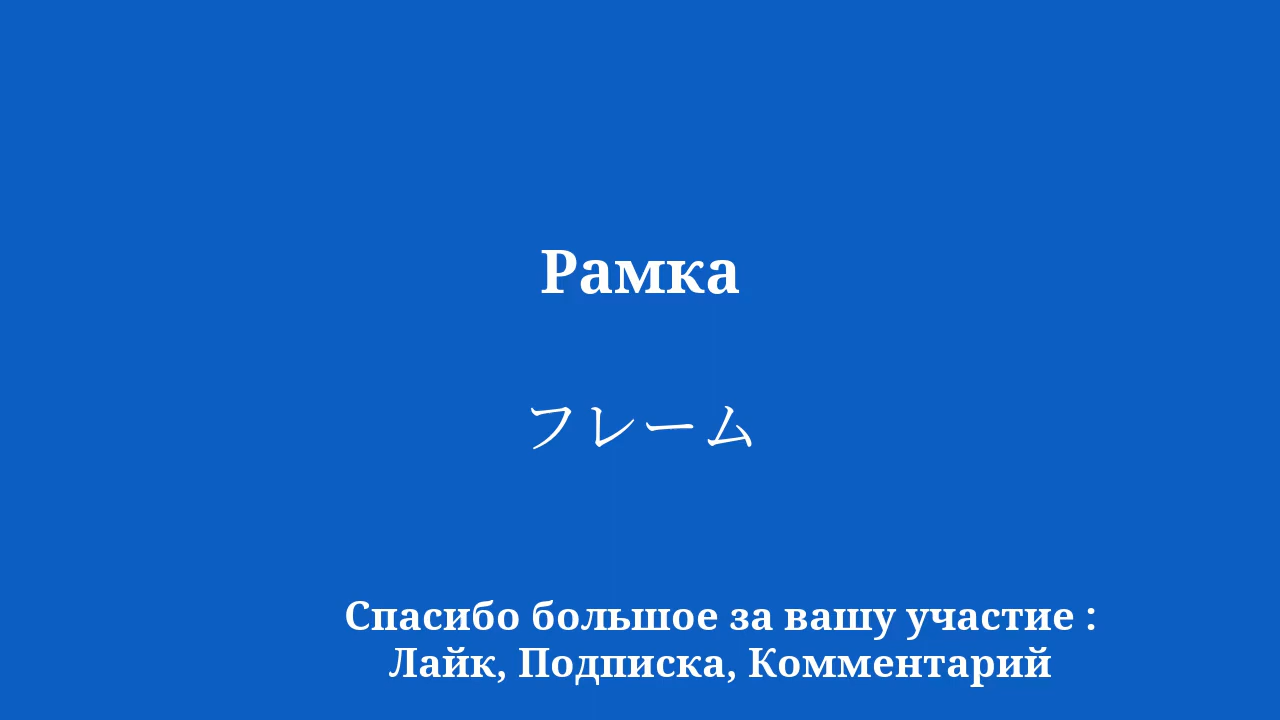 Рамка
フレーム
Спасибо большое за вашу участие :
Лайк, Подписка, Комментарий